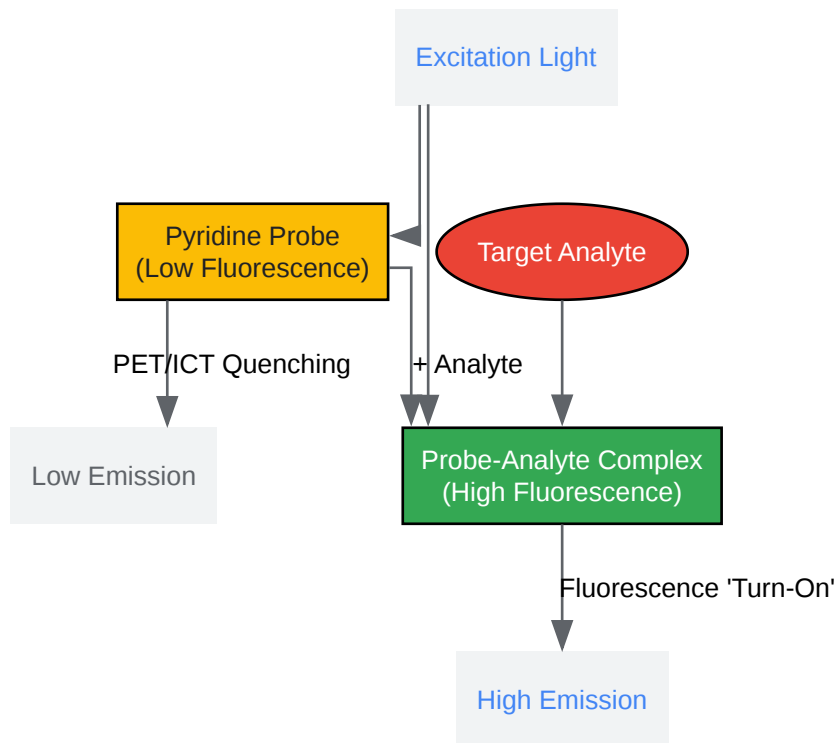 Excitation Light
Pyridine Probe
(Low Fluorescence)
Target Analyte
PET/ICT Quenching
+ Analyte
Low Emission
Probe-Analyte Complex
(High Fluorescence)
Fluorescence 'Turn-On'
High Emission